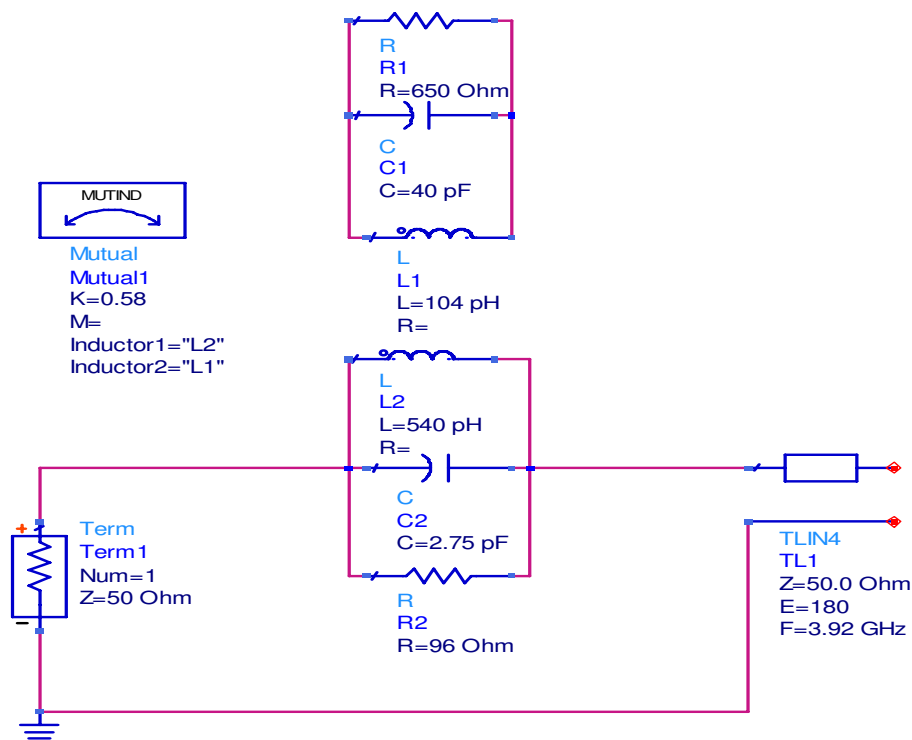 R
R1
R=650 Ohm
C
C1
C=40 pF
MUTIND
Mutual
Mutual1
K=0.58
M=
Inductor1="L2"
Inductor2="L1"
L
L1
L=104 pH
R=
L
L2
L=540 pH
R=
C
C2
C=2.75 pF
R
R2
R=96 Ohm
+
Term
Term1
Num=1
Z=50 Ohm
−
TLIN4
TL1
Z=50.0 Ohm
E=180
F=3.92 GHz